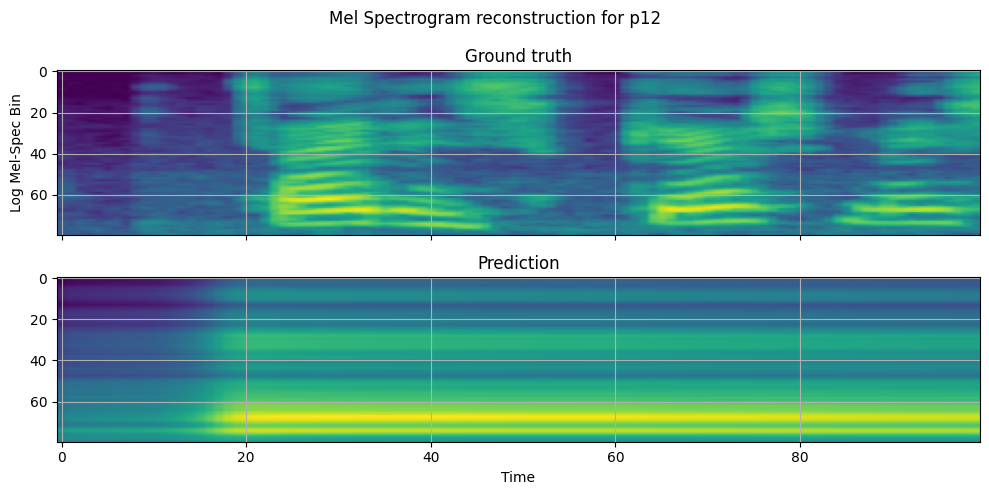 Mel Spectrogram reconstruction for p12
Ground truth
0
20
40
60
Log Mel-Spec Bin
Prediction
0
20
40
60
0 20 40 60 80
Time